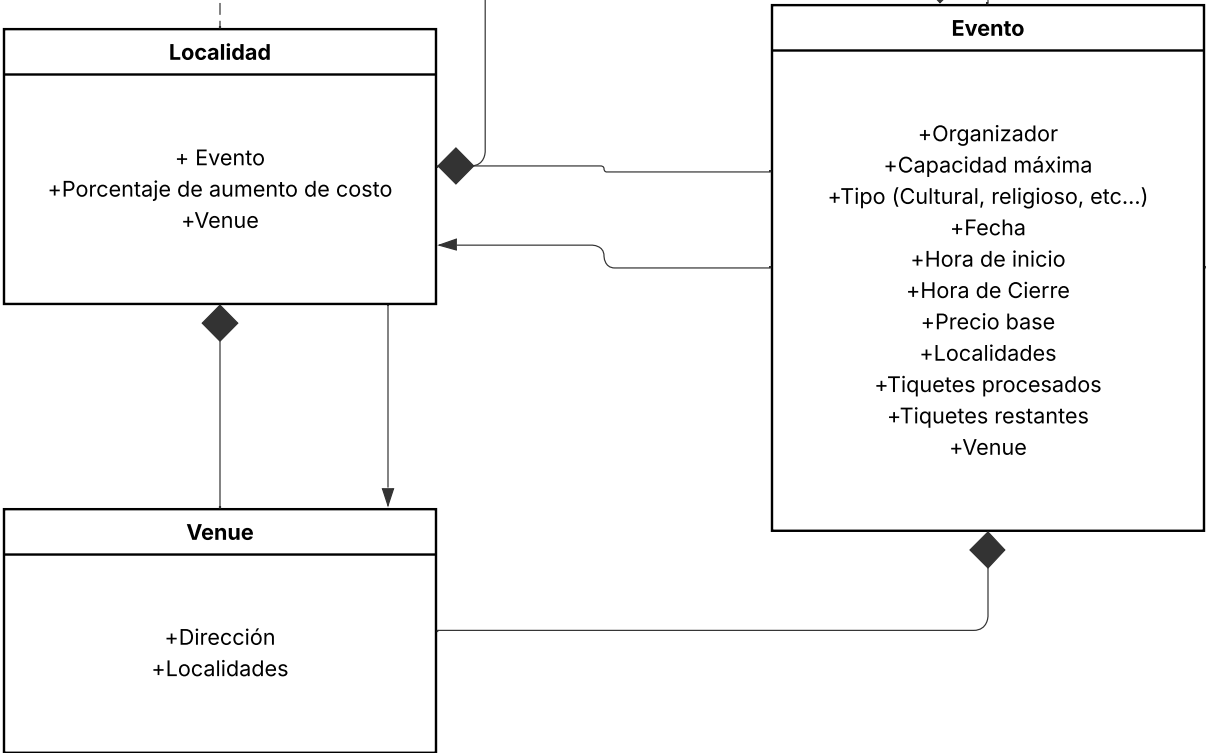 Localidad
+ Evento
+Porcentaje de aumento de costo
+Venue
Evento
+Organizador
+Capacidad máxima
+Tipo (Cultural, religioso, etc...)
+Fecha
+Hora de inicio
+Hora de Cierre
+Precio base
+Localidades
+Tiquetes procesados
+Tiquetes restantes
+Venue
Venue
+Dirección
+Localidades